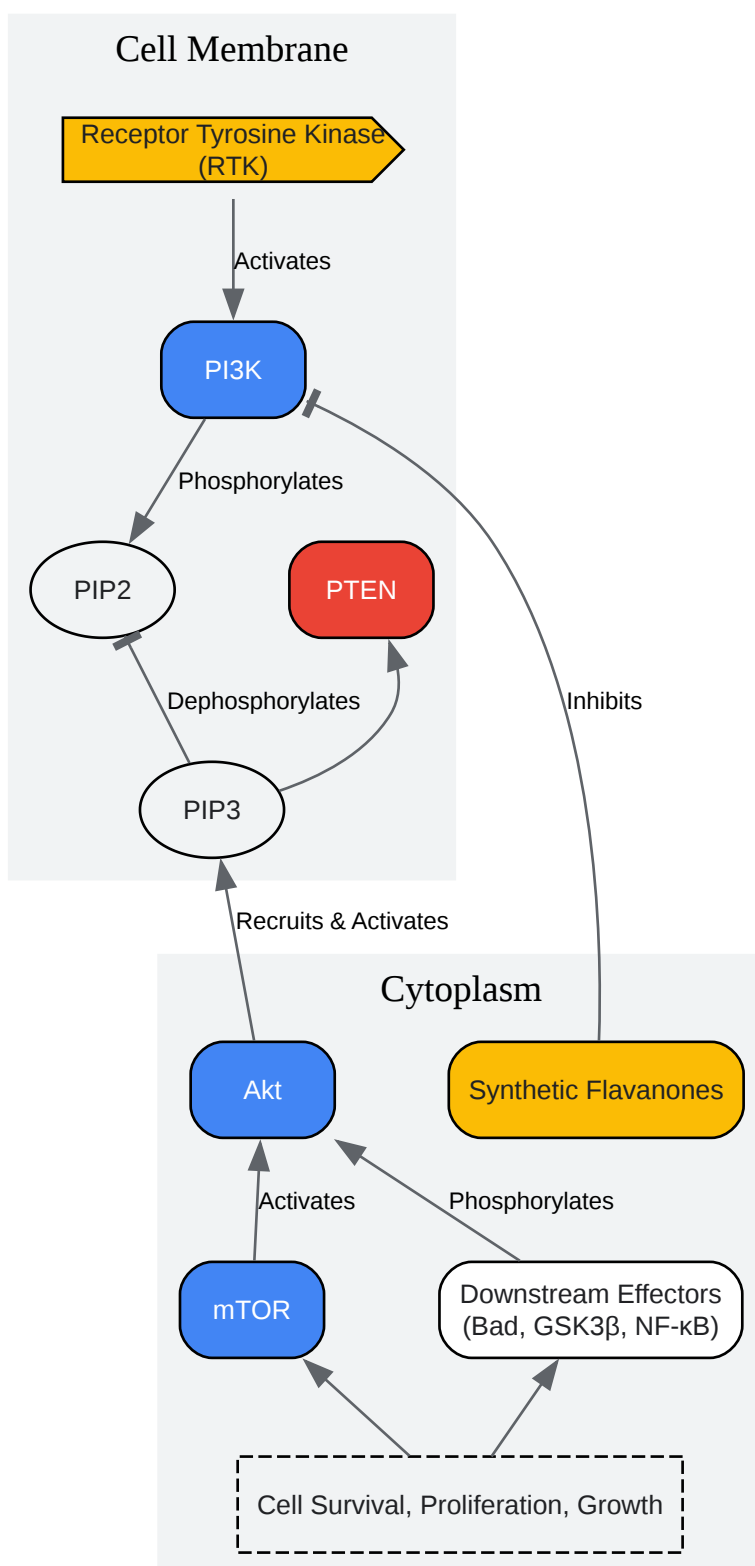 Cell Membrane
Receptor Tyrosine Kinase
(RTK)
Activates
PI3K
Phosphorylates
PIP2
PTEN
Dephosphorylates
Inhibits
PIP3
Recruits & Activates
Cytoplasm
Akt
Synthetic Flavanones
Activates
Phosphorylates
mTOR
Downstream Effectors
(Bad, GSK3β, NF-κB)
Cell Survival, Proliferation, Growth